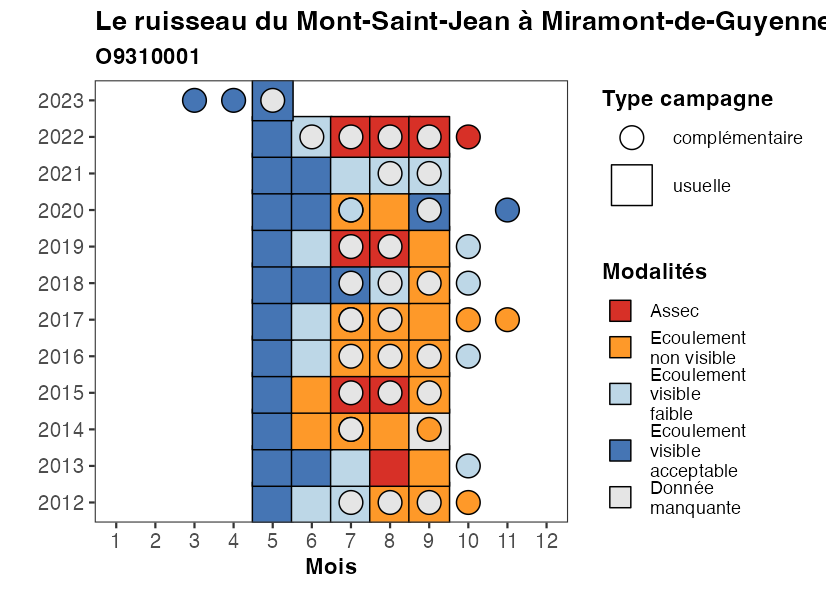 Le ruisseau du Mont-Saint-Jean à Miramont-de-Guyenne
O9310001
2023
2022
2021
2020
2019
2018
2017
2016
2015
2014
2013
2012
1 2 3 4 5 6 7 8 9 10 11 12
Mois
Type campagne
complémentaire
usuelle
Modalités
Assec
Ecoulement
non visible
Ecoulement
visible
faible
Ecoulement
visible
acceptable
Donnée
manquante